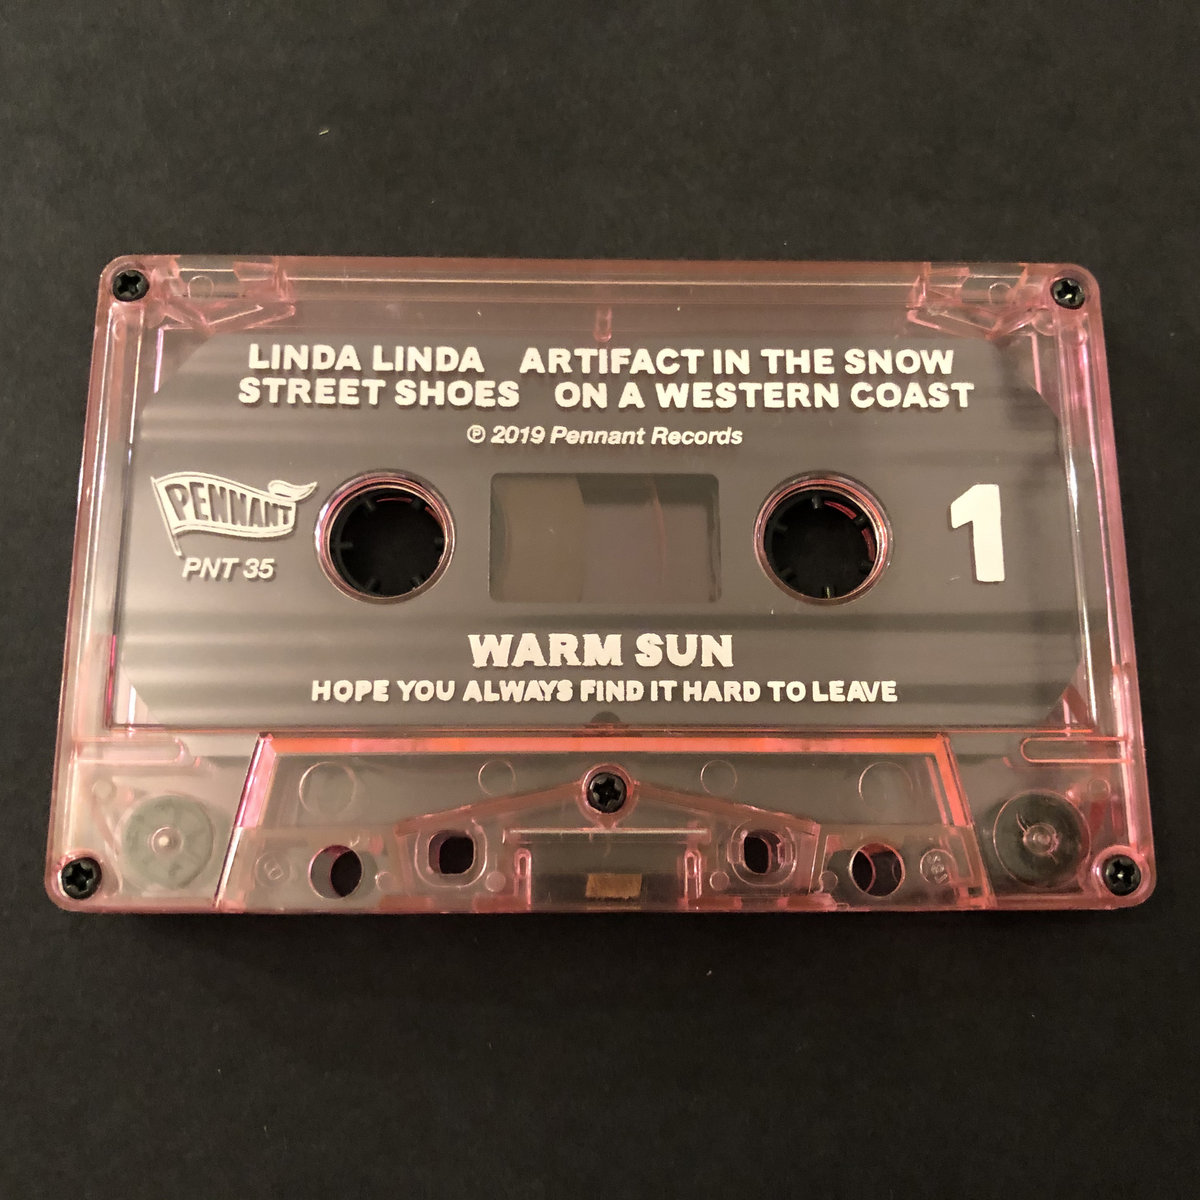 LINDA LINDA ARTIFACT IN THE SNOW
STREET SHOES ON A WESTERN COAST
℗ 2019 Pennant Records
PENNANT
PNT 35
1
WARM SUN
HOPE YOU ALWAYS FIND IT HARD TO LEAVE